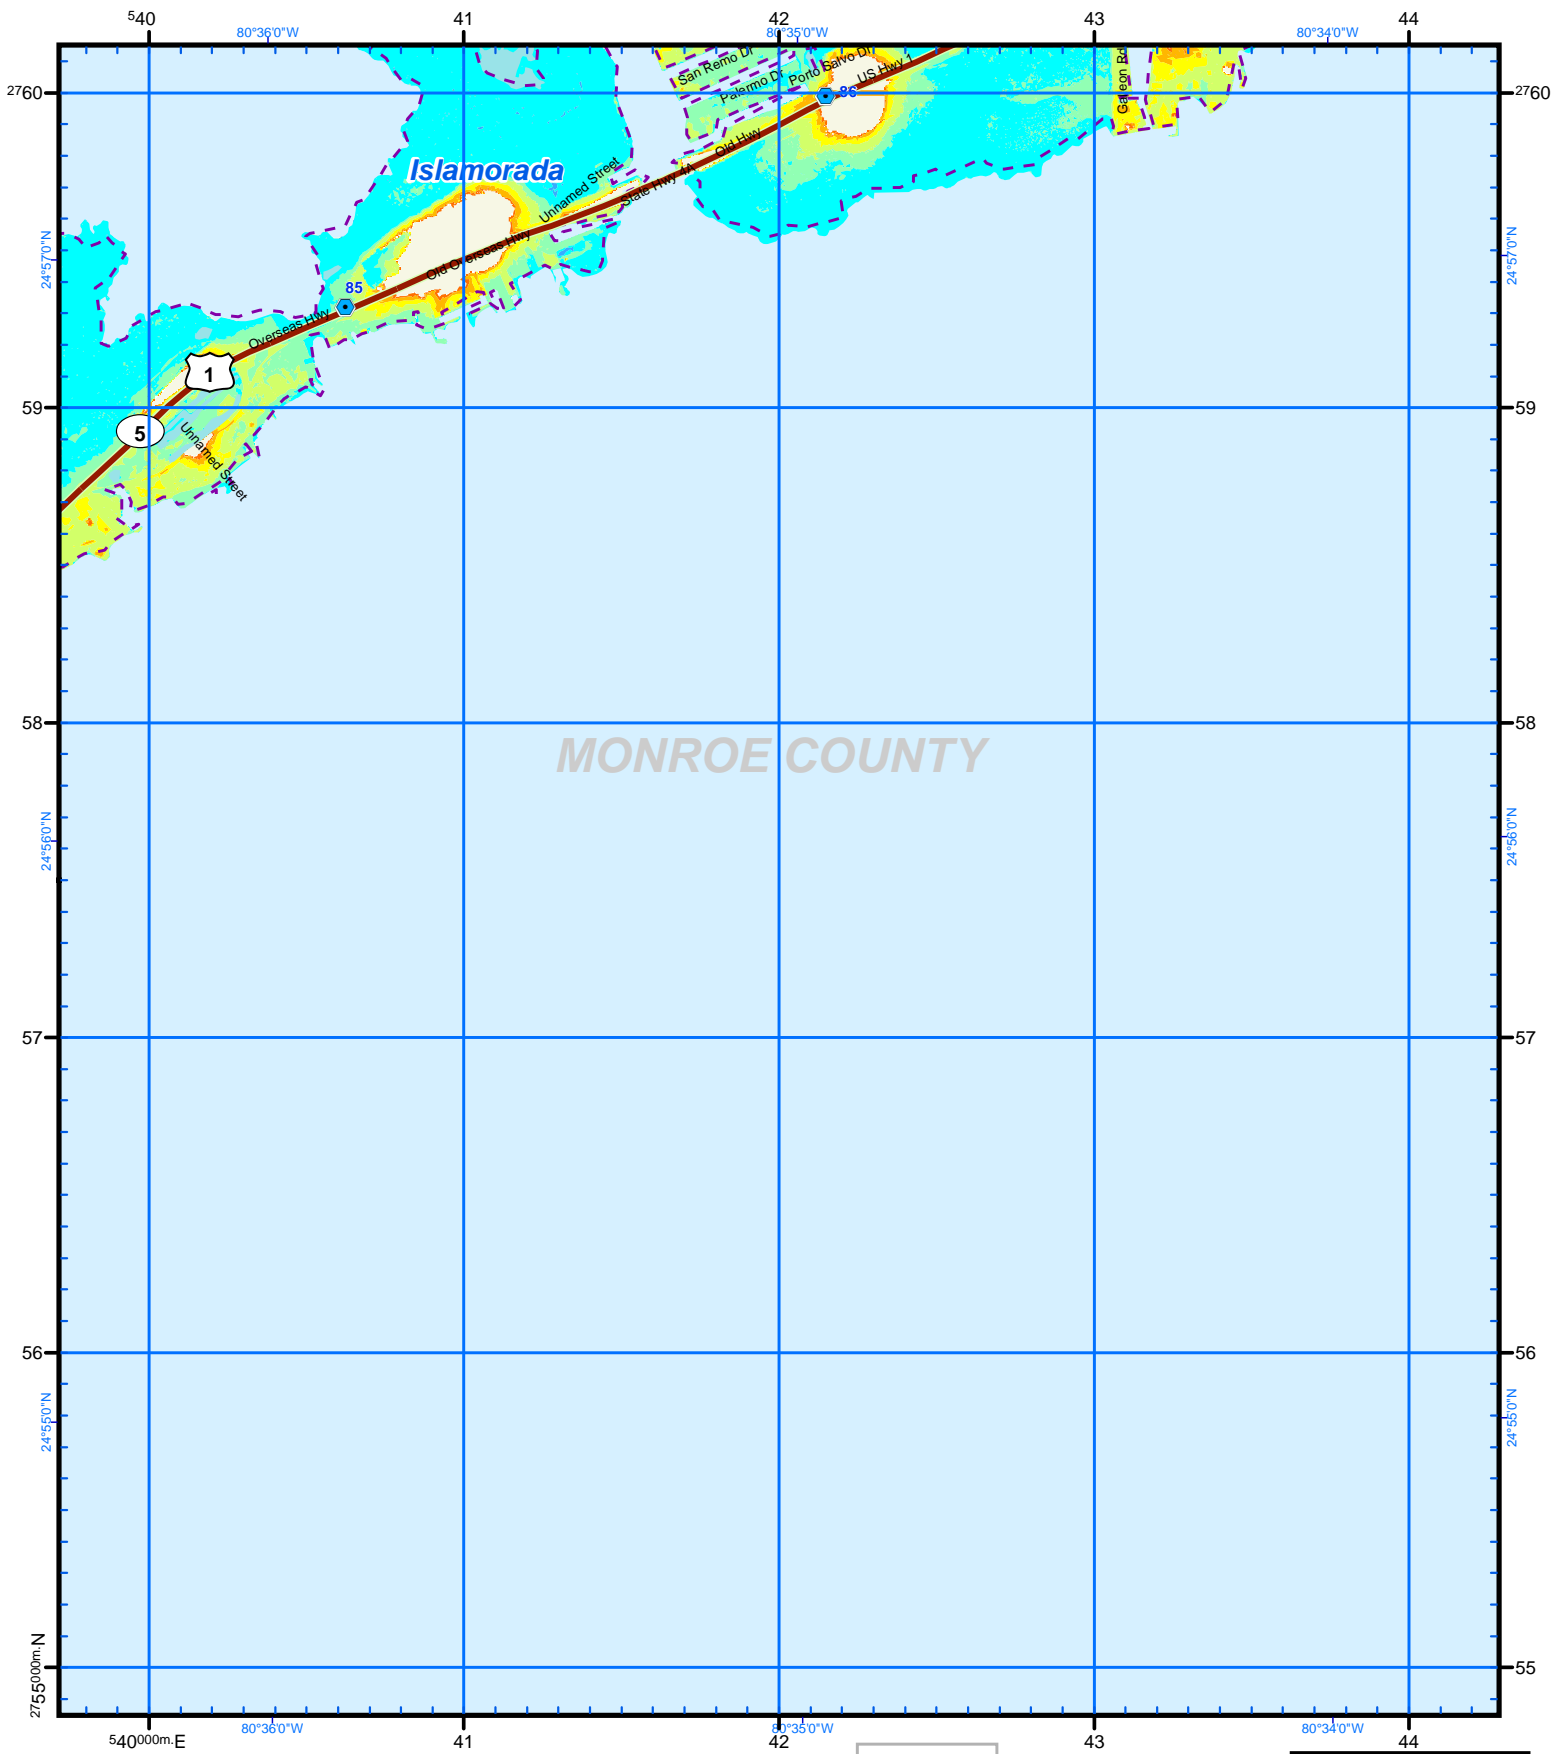 540 41 42 43 44
80°36'0"W 80°35'0"W 80°34'0"W
San Remo Dr
Palermo Dr
Porto Salvo Dr
US Hwy 1
Galleon Rd
2760 86 2760
Old Hwy
Islamorada
Unnamed Street
State Hwy 4A
24°57'0"N 24°57'0"N
Old Overseas Hwy
85
Overseas Hwy
1
59 59
5
Unnamed Street
58 58
MONROE COUNTY
24°56'0"N 24°56'0"N
57 57
56 56
24°55'0"N 24°55'0"N
2755000m.N 55
80°36'0"W 80°35'0"W 80°34'0"W
540000m.E 41 42 43 44